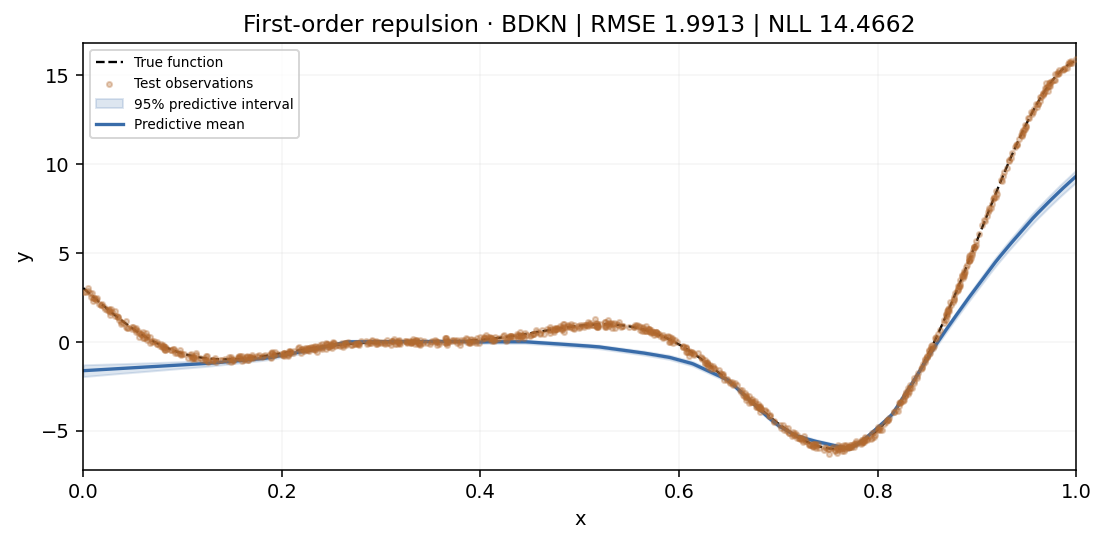 First-order repulsion · BDKN | RMSE 1.9913 | NLL 14.4662
True function
Test observations
95% predictive interval
Predictive mean
15
10
5
0
−5
y
0.0 0.2 0.4 0.6 0.8 1.0
x